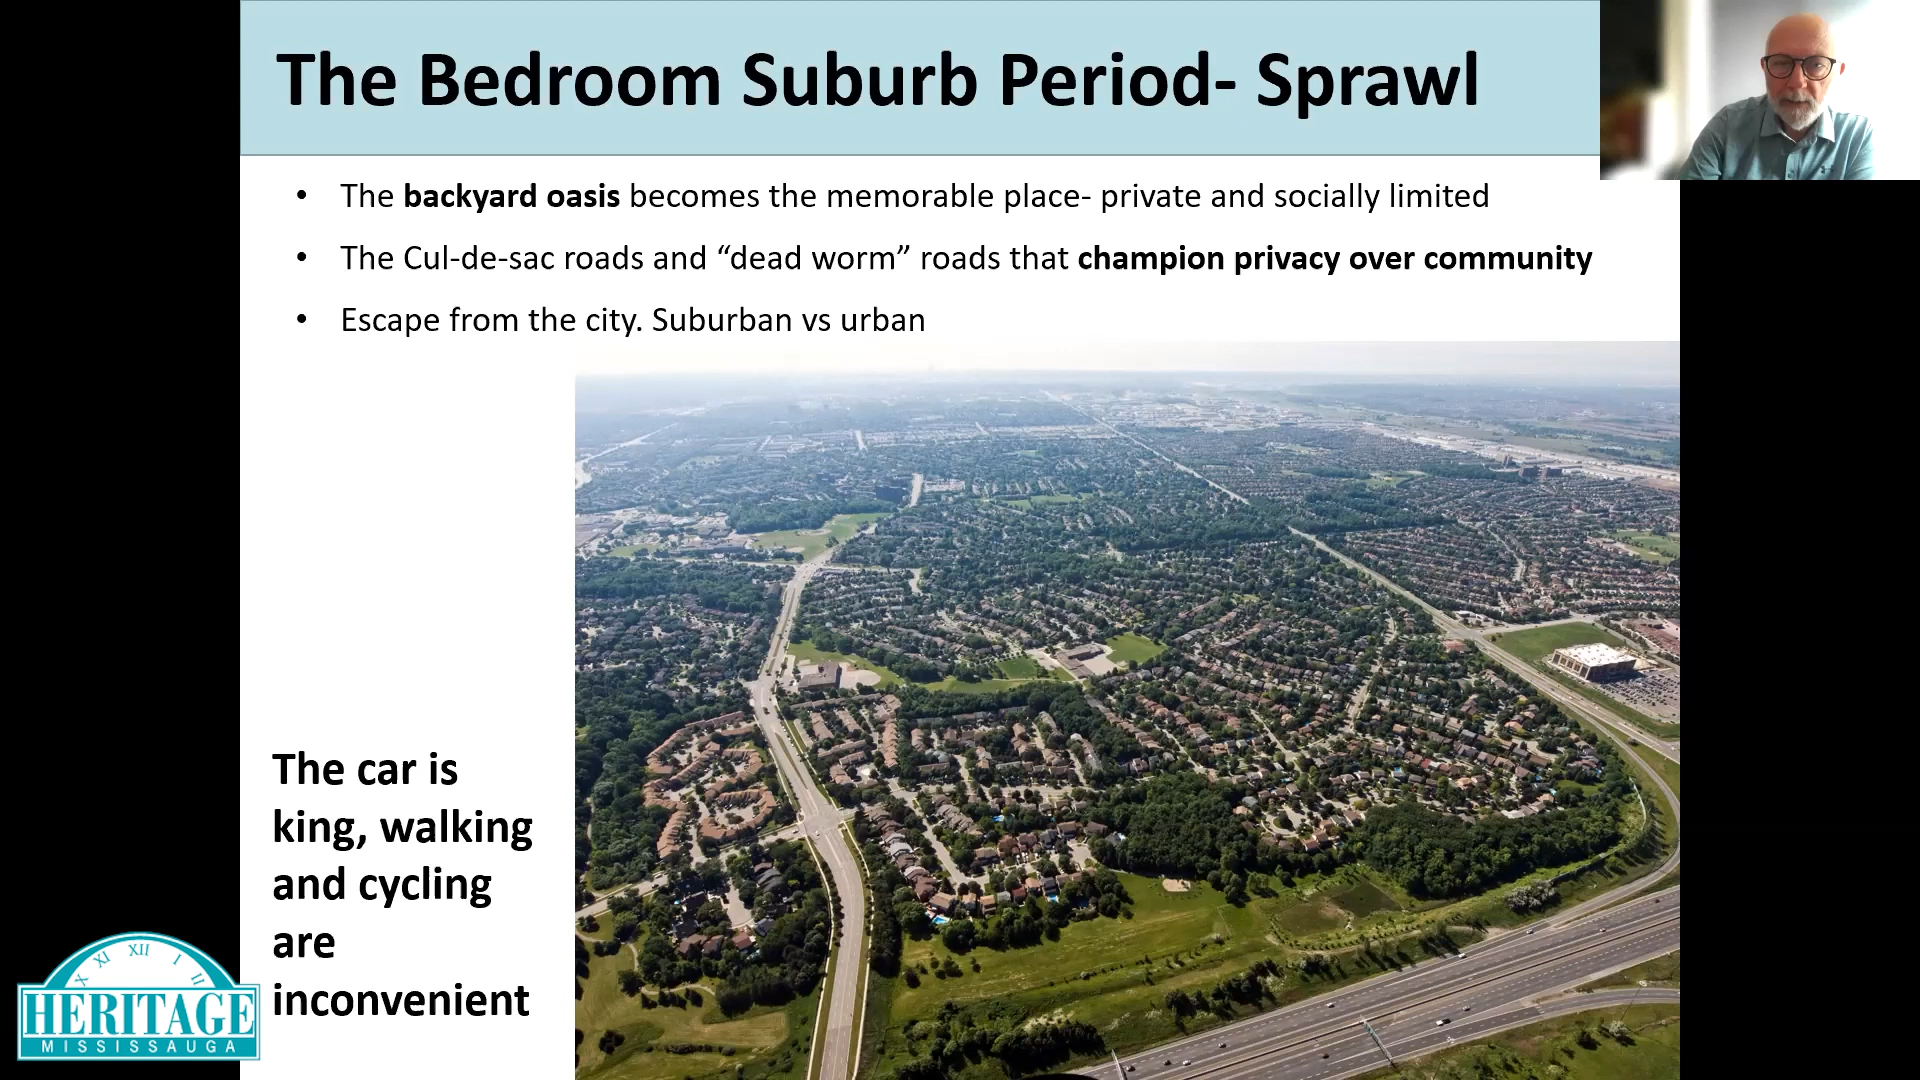 The Bedroom Suburb Period- Sprawl
• The backyard oasis becomes the memorable place- private and socially limited
• The Cul-de-sac roads and “dead worm” roads that champion privacy over community
• Escape from the city. Suburban vs urban
The car is
king, walking
and cycling
are
inconvenient
X XI XII I II
HERITAGE
MISSISSAUGA